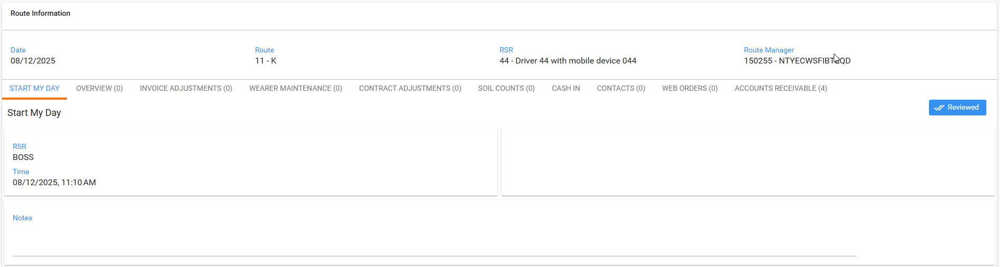 Route Information
Date Route RSR Route Manager
08/12/2025 11 - K 44 - Driver 44 with mobile device 044 150255 -
START MY DAY OVERVIEW (0) INVOICE ADJUSTMENTS (0) WEARER MAINTENANCE (0) CONTRACT ADJUSTMENTS (0) SOIL COUNTS (0) CASH IN CONTACTS (0) WEB ORDERS (0) ACCOUNTS RECEIVABLE (4)
Start My Day
Reviewed
RSR
BOSS
Time
08/12/2025, 11:10 AM
Notes